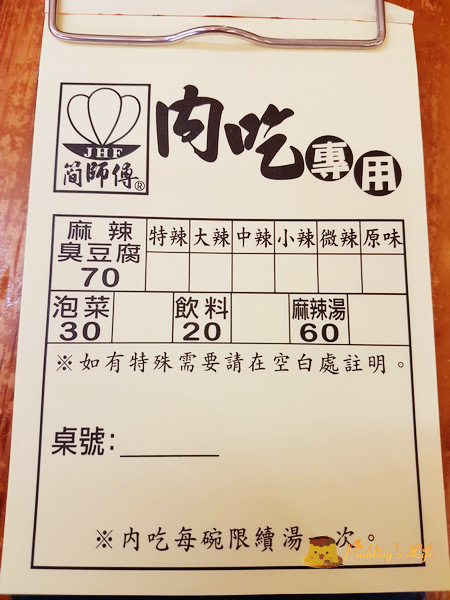 肉吃專用
JHF
簡師傅®
麻辣臭豆腐 70 特辣 大辣 中辣 小辣 微辣 原味
泡菜 30 飲料 20 麻辣湯 60
※如有特殊需要請在空白處註明。
桌號：
※內吃每碗限續湯 次。
Pudding's